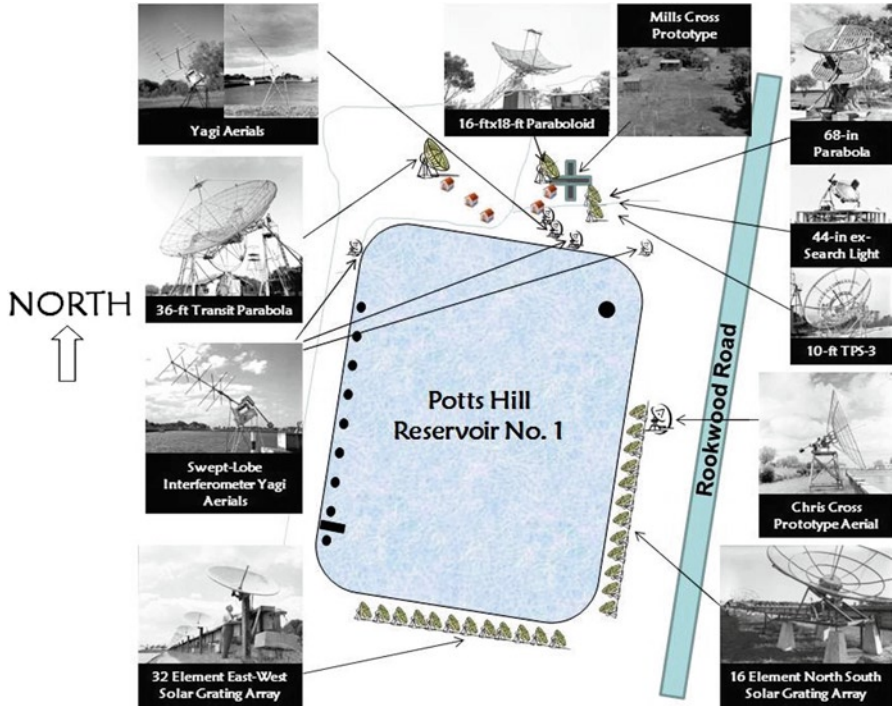 Yagi Aerials
16-ftx18-ft Paraboloid
Mills Cross
Prototype
68-in
Parabola
44-in ex-
Search Light
10-ft TPS-3
36-ft Transit Parabola
NORTH
Swept-Lobe
Interferometer Yagi
Aerials
Potts Hill
Reservoir No. 1
Rookwood Road
Chris Cross
Prototype Aerial
32 Element East-West
Solar Grating Array
16 Element North South
Solar Grating Array